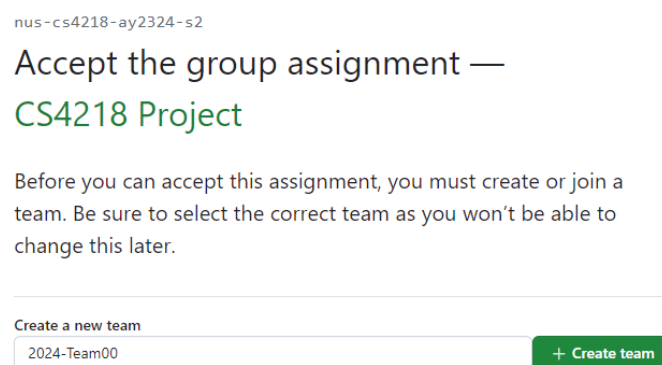 nus-cs4218-ay2324-s2
Accept the group assignment —
CS4218 Project
Before you can accept this assignment, you must create or join a
team. Be sure to select the correct team as you won’t be able to
change this later.
Create a new team
2024-Team00
+ Create team